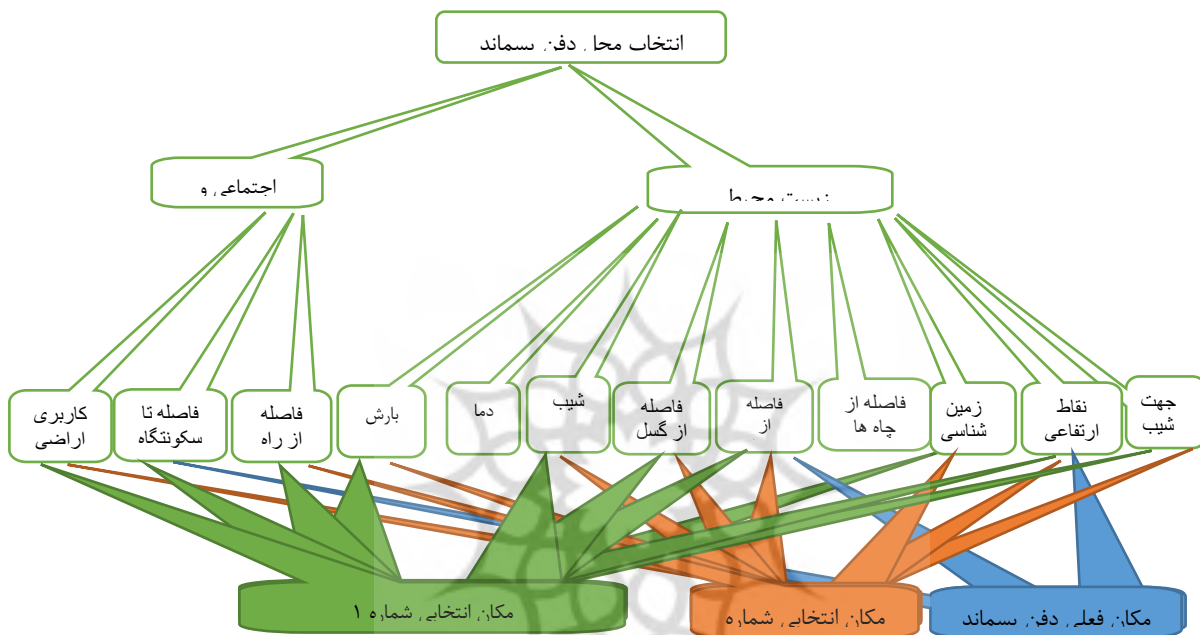 انتخاب محل دفن پسماند
اجتماعی و
زیست محیط
جهت
شیب
نقاط
ارتفاعی
زمین
شناسی
فاصله از
چاه ها
فاصله
از
فاصله
از گسل
شیب
دما
بارش
فاصله
از راه
فاصله تا
سکونتگاه
کاربری
اراضی
مکان فعلی دفن پسماند
مکان انتخابی شماره
مکان انتخابی شماره ۱